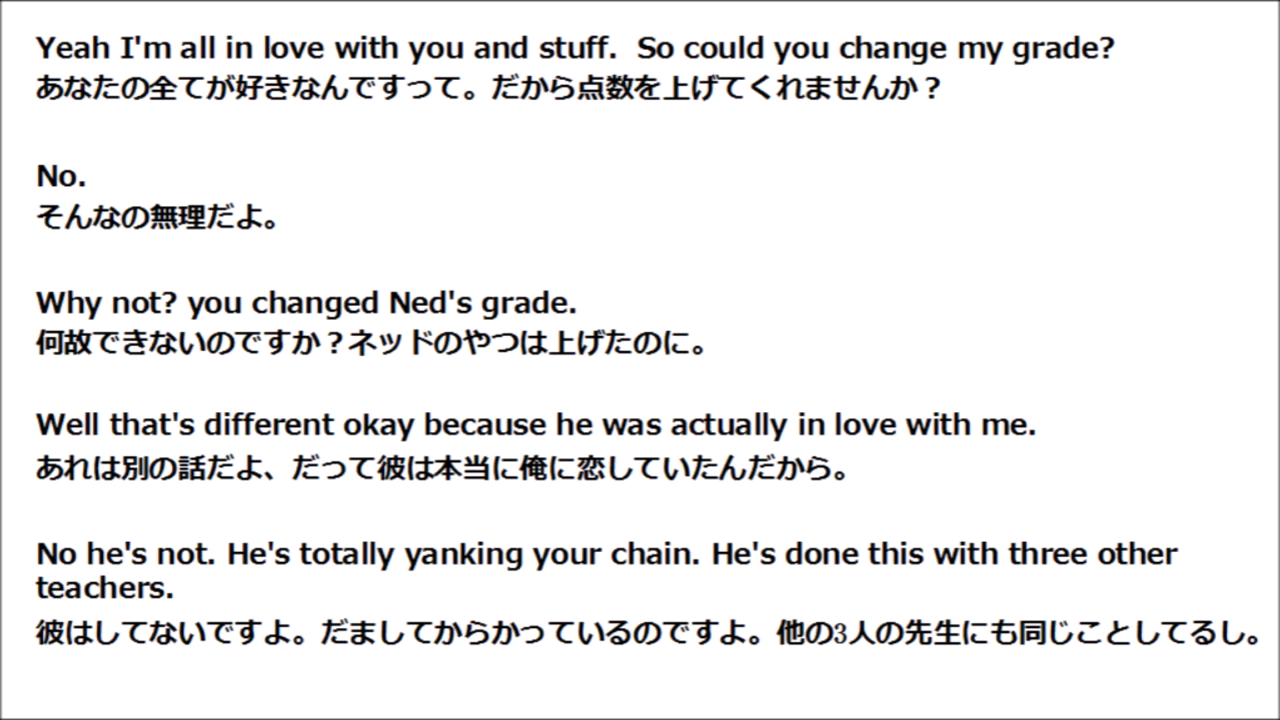 Yeah I'm all in love with you and stuff.  So could you change my grade?
あなたの全てが好きなんですって。だから点数を上げてくれませんか？
No.
そんなの無理だよ。
Why not? you changed Ned's grade.
何故できないのですか？ネッドのやつは上げたのに。
Well that's different okay because he was actually in love with me.
あれは別の話だよ、だって彼は本当に俺に恋していたんだから。
No he's not. He's totally yanking your chain. He's done this with three other
teachers.
彼はしてないですよ。だましてからかっているのですよ。他の3人の先生にも同じことしてるし。